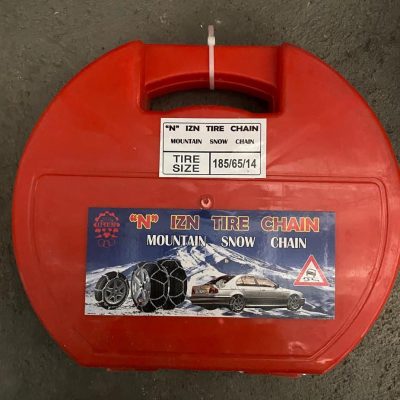 "N" IZN TIRE CHAIN
MOUNTAIN SNOW CHAIN
TIRE SIZE 185/65/14
"N" IZN TIRE CHAIN
MOUNTAIN SNOW CHAIN